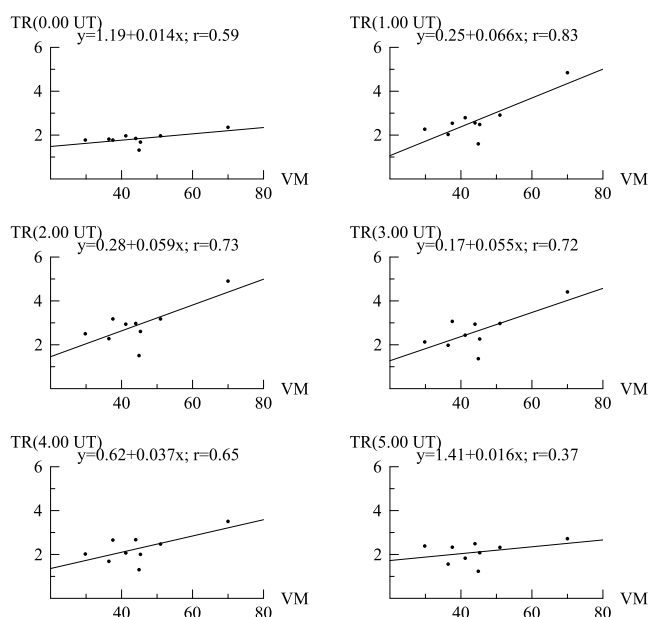 TR(0.00 UT)
y=1.19+0.014x; r=0.59
6
4
2
40
60
80
VM
TR(1.00 UT)
y=0.25+0.066x; r=0.83
6
4
2
40
60
80
VM
TR(2.00 UT)
y=0.28+0.059x; r=0.73
6
4
2
40
60
80
VM
TR(3.00 UT)
y=0.17+0.055x; r=0.72
6
4
2
40
60
80
VM
TR(4.00 UT)
y=0.62+0.037x; r=0.65
6
4
2
40
60
80
VM
TR(5.00 UT)
y=1.41+0.016x; r=0.37
6
4
2
40
60
80
VM